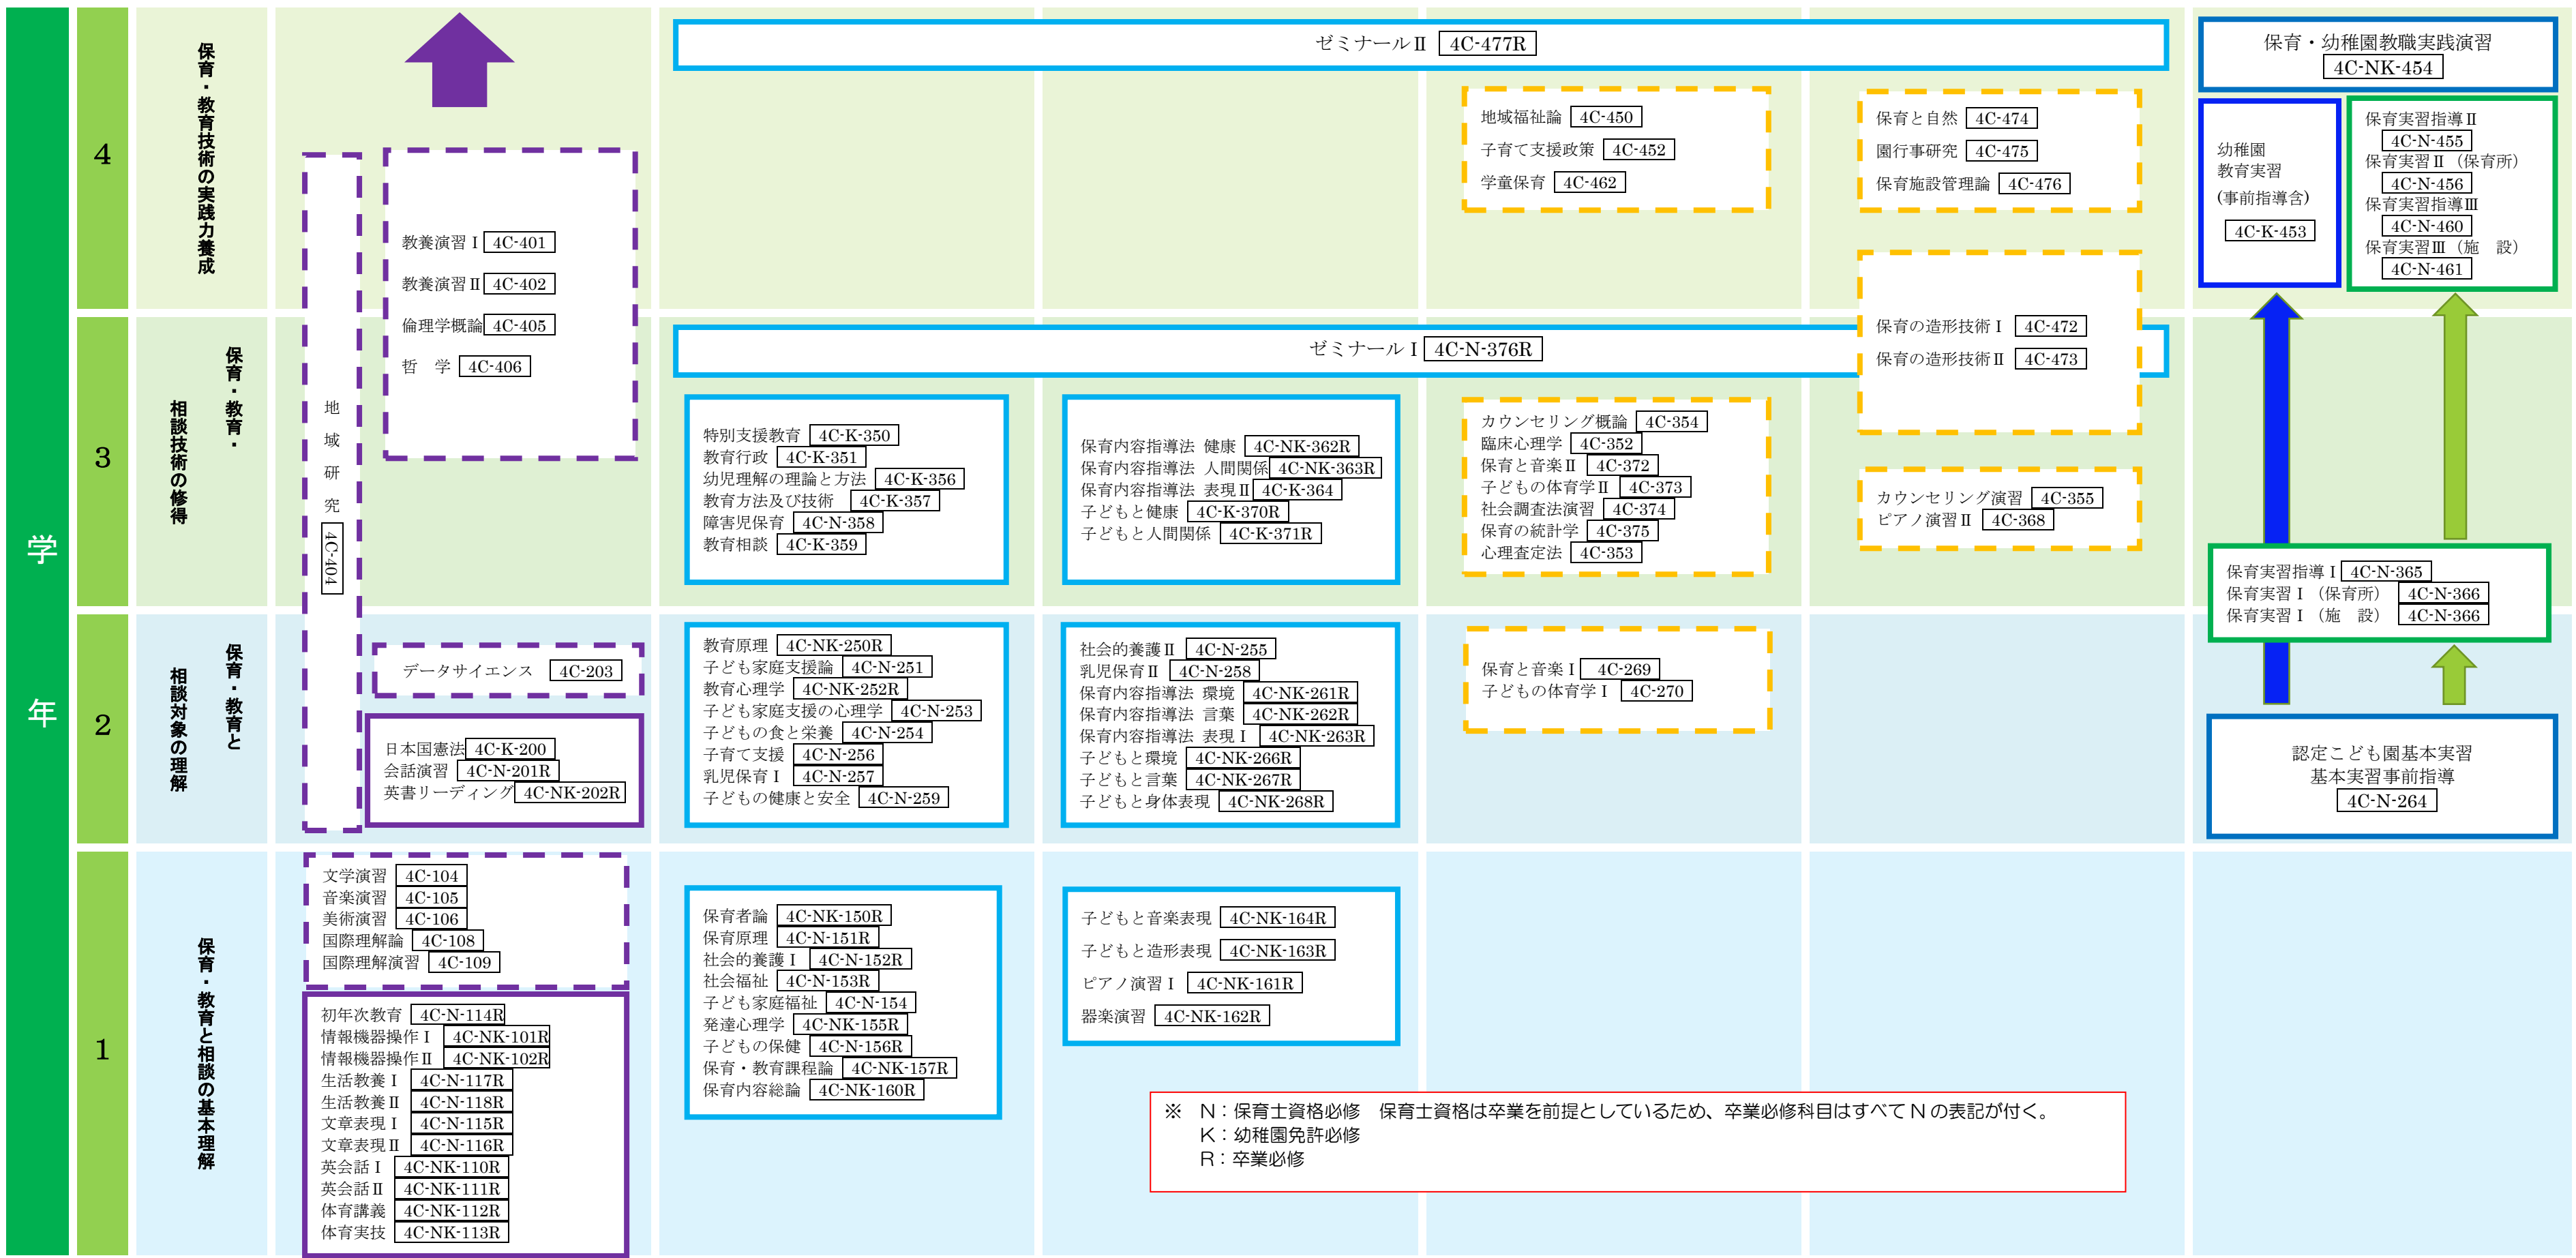 学年
4
保育・教育技術の実践力養成
ゼミナールⅡ 4C-477R
保育・幼稚園教職実践演習
4C-NK-454
地域福祉論 4C-450
子育て支援政策 4C-452
学童保育 4C-462
保育と自然 4C-474
園行事研究 4C-475
保育施設管理論 4C-476
幼稚園
教育実習
(事前指導含)
4C-K-453
保育実習指導Ⅱ
4C-N-455
保育実習Ⅱ（保育所）
4C-N-456
保育実習指導Ⅲ
4C-N-460
保育実習Ⅲ（施　設）
4C-N-461
教養演習Ⅰ 4C-401
教養演習Ⅱ 4C-402
倫理学概論 4C-405
哲　学 4C-406
地域研究 4C-404
3
保育・教育・
相談技術の修得
ゼミナールⅠ 4C-N-376R
保育の造形技術Ⅰ 4C-472
保育の造形技術Ⅱ 4C-473
特別支援教育 4C-K-350
教育行政 4C-K-351
幼児理解の理論と方法 4C-K-356
教育方法及び技術 4C-K-357
障害児保育 4C-N-358
教育相談 4C-K-359
保育内容指導法 健康 4C-NK-362R
保育内容指導法 人間関係 4C-NK-363R
保育内容指導法 表現Ⅱ 4C-K-364
子どもと健康 4C-K-370R
子どもと人間関係 4C-K-371R
カウンセリング概論 4C-354
臨床心理学 4C-352
保育と音楽Ⅱ 4C-372
子どもの体育学Ⅱ 4C-373
社会調査法演習 4C-374
保育の統計学 4C-375
心理査定法 4C-353
カウンセリング演習 4C-355
ピアノ演習Ⅱ 4C-368
保育実習指導Ⅰ 4C-N-365
保育実習Ⅰ（保育所） 4C-N-366
保育実習Ⅰ（施　設） 4C-N-366
2
保育・教育と
相談対象の理解
データサイエンス 4C-203
日本国憲法 4C-K-200
会話演習 4C-N-201R
英書リーディング 4C-NK-202R
教育原理 4C-NK-250R
子ども家庭支援論 4C-N-251
教育心理学 4C-NK-252R
子ども家庭支援の心理学 4C-N-253
子どもの食と栄養 4C-N-254
子育て支援 4C-N-256
乳児保育Ⅰ 4C-N-257
子どもの健康と安全 4C-N-259
社会的養護Ⅱ 4C-N-255
乳児保育Ⅱ 4C-N-258
保育内容指導法 環境 4C-NK-261R
保育内容指導法 言葉 4C-NK-262R
保育内容指導法 表現Ⅰ 4C-NK-263R
子どもと環境 4C-NK-266R
子どもと言葉 4C-NK-267R
子どもと身体表現 4C-NK-268R
保育と音楽Ⅰ 4C-269
子どもの体育学Ⅰ 4C-270
認定こども園基本実習
基本実習事前指導
4C-N-264
1
保育・教育と相談の基本理解
文学演習 4C-104
音楽演習 4C-105
美術演習 4C-106
国際理解論 4C-108
国際理解演習 4C-109
初年次教育 4C-N-114R
情報機器操作Ⅰ 4C-NK-101R
情報機器操作Ⅱ 4C-NK-102R
生活教養Ⅰ 4C-N-117R
生活教養Ⅱ 4C-N-118R
文章表現Ⅰ 4C-N-115R
文章表現Ⅱ 4C-N-116R
英会話Ⅰ 4C-NK-110R
英会話Ⅱ 4C-NK-111R
体育講義 4C-NK-112R
体育実技 4C-NK-113R
保育者論 4C-NK-150R
保育原理 4C-N-151R
社会的養護Ⅰ 4C-N-152R
社会福祉 4C-N-153R
子ども家庭福祉 4C-N-154
発達心理学 4C-NK-155R
子どもの保健 4C-N-156R
保育・教育課程論 4C-NK-157R
保育内容総論 4C-NK-160R
子どもと音楽表現 4C-NK-164R
子どもと造形表現 4C-NK-163R
ピアノ演習Ⅰ 4C-NK-161R
器楽演習 4C-NK-162R
※　N：保育士資格必修　保育士資格は卒業を前提としているため、卒業必修科目はすべてNの表記が付く。
K：幼稚園免許必修
R：卒業必修